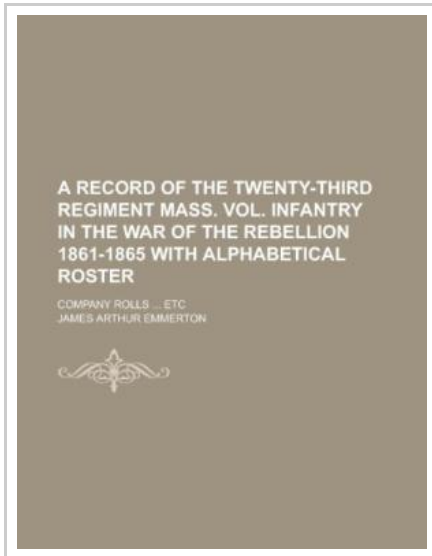 A RECORD OF THE TWENTY-THIRD
REGIMENT MASS. VOL. INFANTRY
IN THE WAR OF THE REBELLION
1861-1865 WITH ALPHABETICAL
ROSTER
COMPANY ROLLS ... ETC
JAMES ARTHUR EMMERTON